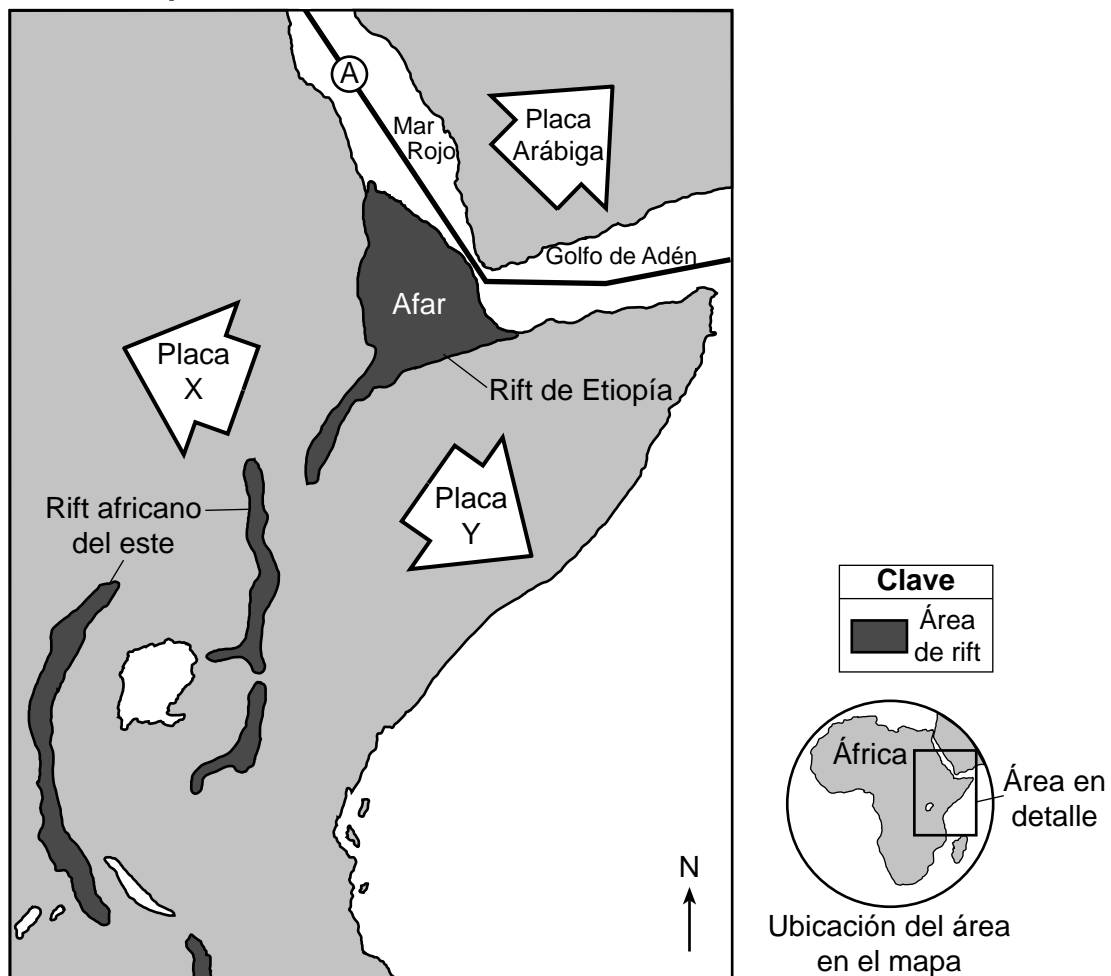 A
Mar
Rojo
Placa
Arábiga
Golfo de Adén
Afar
Placa
X
Rift de Etiopía
Rift africano
del este
Placa
Y
N
Clave
Área
de rift
África
Área en
detalle
Ubicación del área
en el mapa